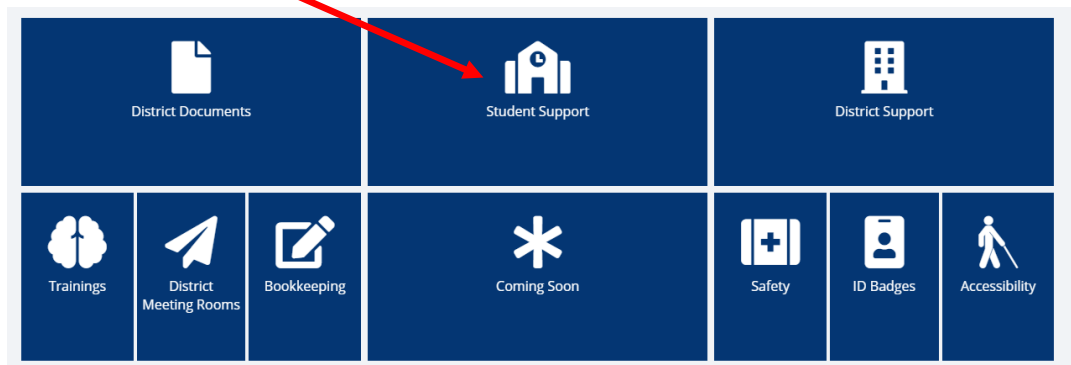 District Documents
Student Support
District Support
Trainings
District
Meeting Rooms
Bookkeeping
Coming Soon
Safety
ID Badges
Accessibility